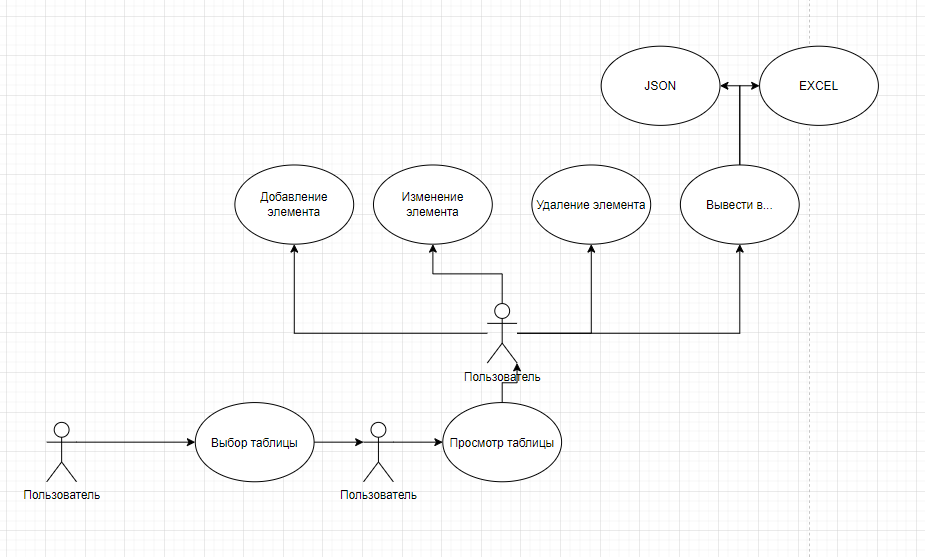 JSON
EXCEL
Добавление
элемента
Изменение
элемента
Удаление элемента
Вывести в...
Пользователь
Выбор таблицы
Просмотр таблицы
Пользователь
Пользователь